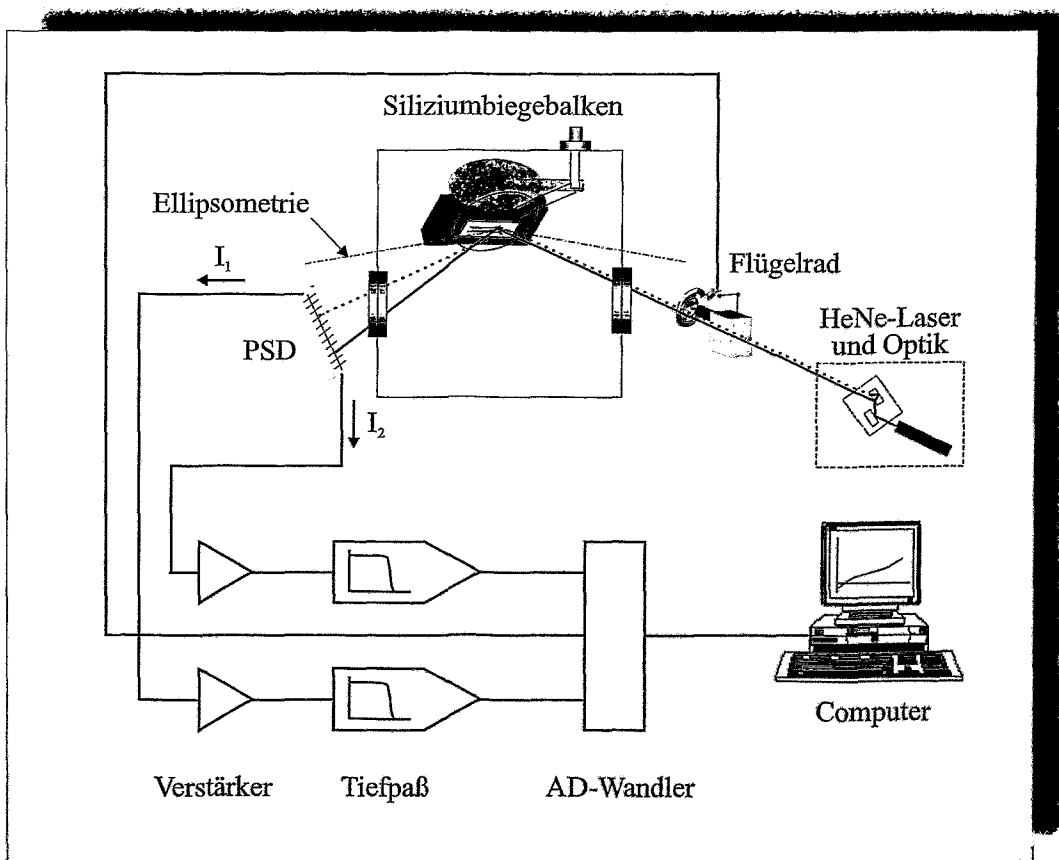 Siliziumbiegebalken
Ellipsometrie
I₁
Flügelrad
HeNe-Laser
und Optik
PSD
I₂
Computer
Verstärker
Tiefpaß
AD-Wandler